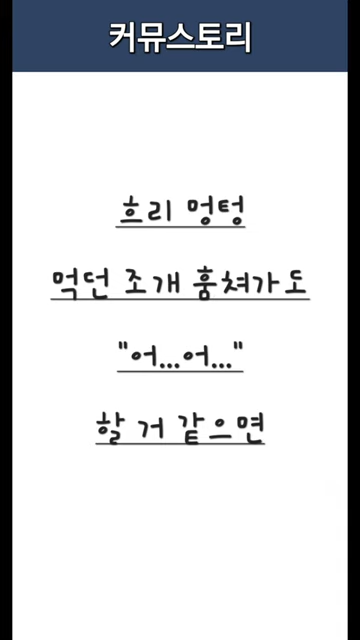 커뮤스토리
흐리 멍텅
먹던 조개 훔쳐가도
"어...어..."
할 거 같으면